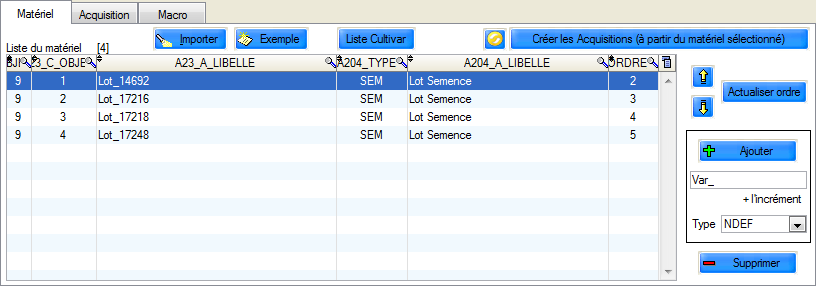 Matériel Acquisition Macro
Importer Exemple Liste Cultivar Créer les Acquisitions (à partir du matériel sélectionné)
Liste du matériel [4]
A23_A_LIBELLE A204_TYPE A204_A_LIBELLE
9 1 Lot_14692 SEM Lot Semence 2
9 2 Lot_17216 SEM Lot Semence 3
9 3 Lot_17218 SEM Lot Semence 4
9 4 Lot_17248 SEM Lot Semence 5
Actualiser ordre
Ajouter
Var_
+ l'incrément
Type NDEF
Supprimer